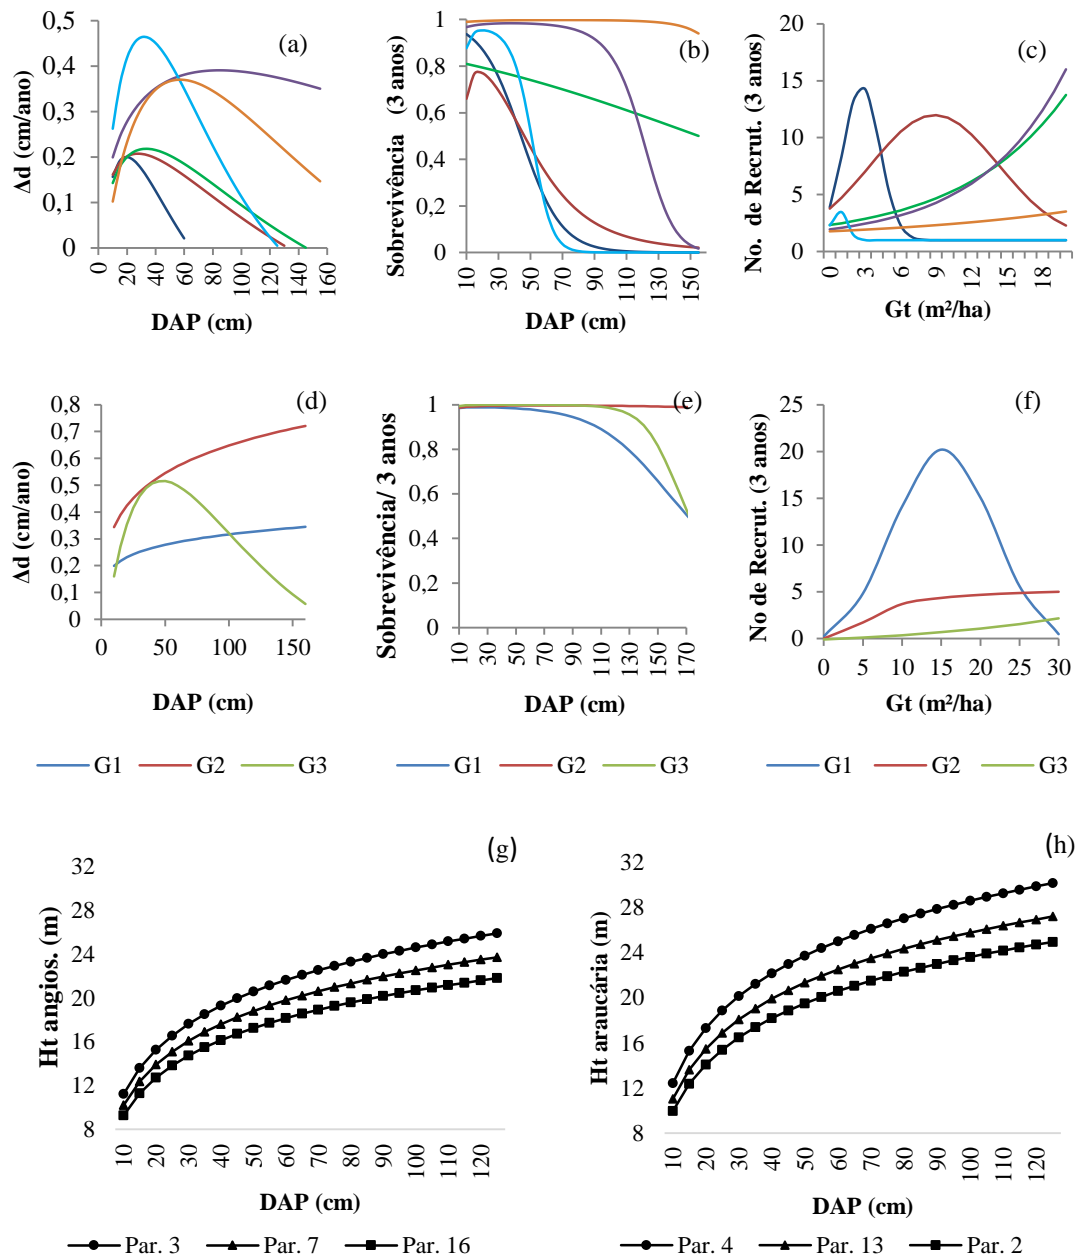 (a)
Δd (cm/ano)
0,5
0,4
0,3
0,2
0,1
0
0 20 40 60 80 100 120 140 160
DAP (cm)
(b)
Sobrevivência (3 anos)
1
0,8
0,6
0,4
0,2
0
10 30 50 70 90 110 130 150
DAP (cm)
(c)
No. de Recrut. (3 anos)
20
15
10
5
0
0 3 6 9 12 15 18
Gt (m²/ha)
(d)
Δd (cm/ano)
0,8
0,7
0,6
0,5
0,4
0,3
0,2
0,1
0
0 50 100 150
DAP (cm)
(e)
Sobrevivência/ 3 anos
1
0,8
0,6
0,4
0,2
0
10 30 50 70 90 110 130 150 170
DAP (cm)
(f)
No de Recrut. (3 anos)
25
20
15
10
5
0
0 5 10 15 20 25 30
Gt (m²/ha)
G1 G2 G3
G1 G2 G3
G1 G2 G3
(g)
Ht angios. (m)
32
28
24
20
16
12
8
10 20 30 40 50 60 70 80 90 100 110 120
DAP (cm)
Par. 3 Par. 7 Par. 16
(h)
Ht araucária (m)
32
28
24
20
16
12
8
10 20 30 40 50 60 70 80 90 100 110 120
DAP (cm)
Par. 4 Par. 13 Par. 2